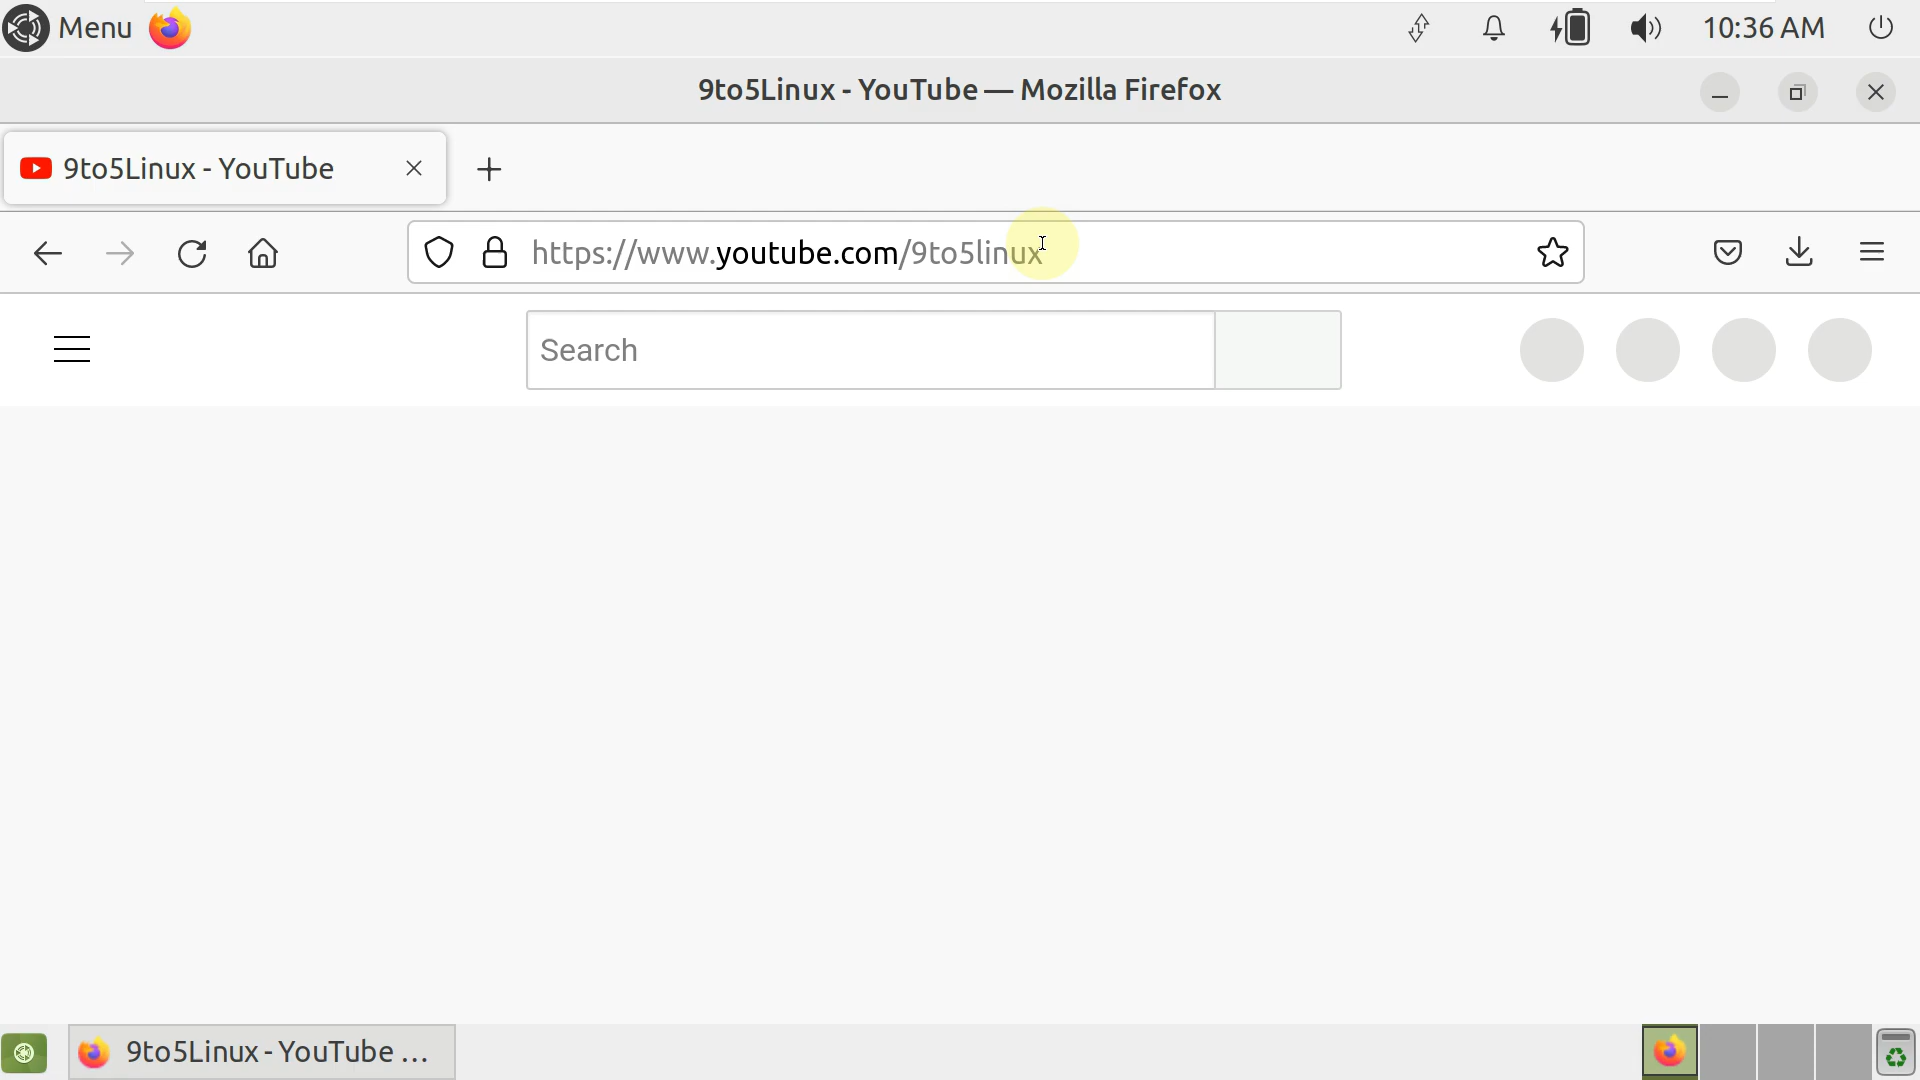 Menu
10:36 AM
9to5Linux - YouTube — Mozilla Firefox
9to5Linux - YouTube
https://www.youtube.com/9to5linux
Search
9to5Linux - YouTube ...